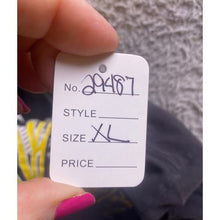 No. 29487
STYLE
SIZE XL
PRICE